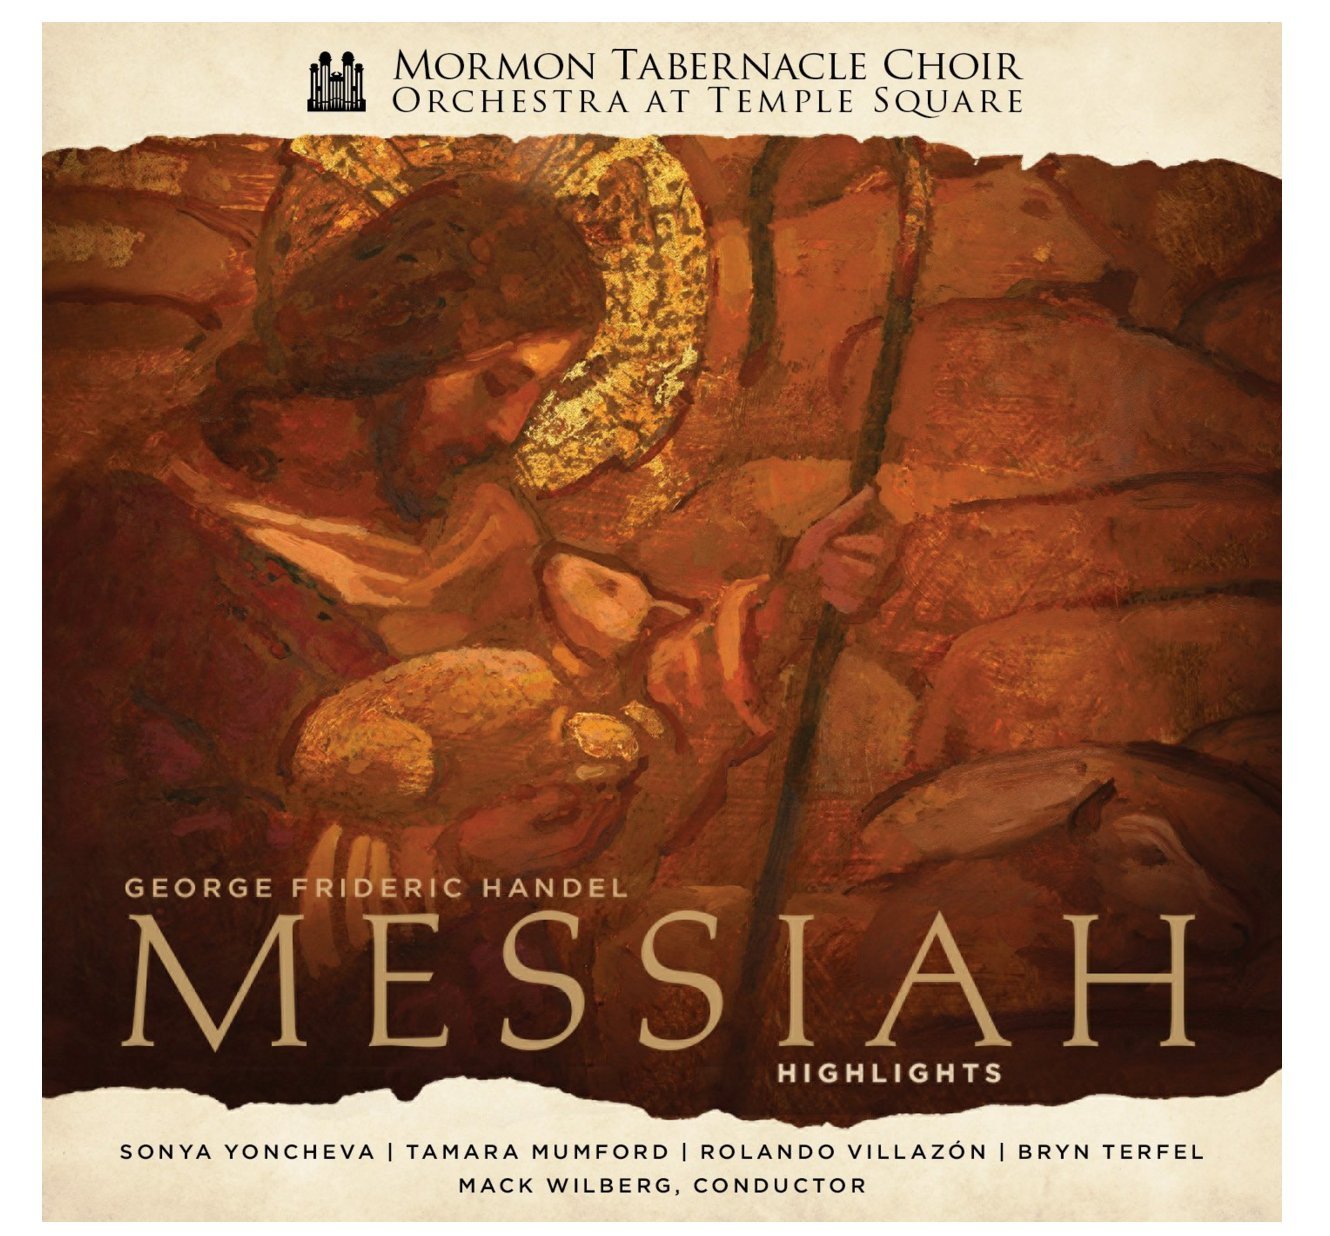 MORMON TABERNACLE CHOIR
ORCHESTRA AT TEMPLE SQUARE
GEORGE FRIDERIC HANDEL
MESSIAH
HIGHLIGHTS
SONYA YONCHEVA | TAMARA MUMFORD | ROLANDO VILLAZÓN | BRYN TERFEL
MACK WILBERG, CONDUCTOR